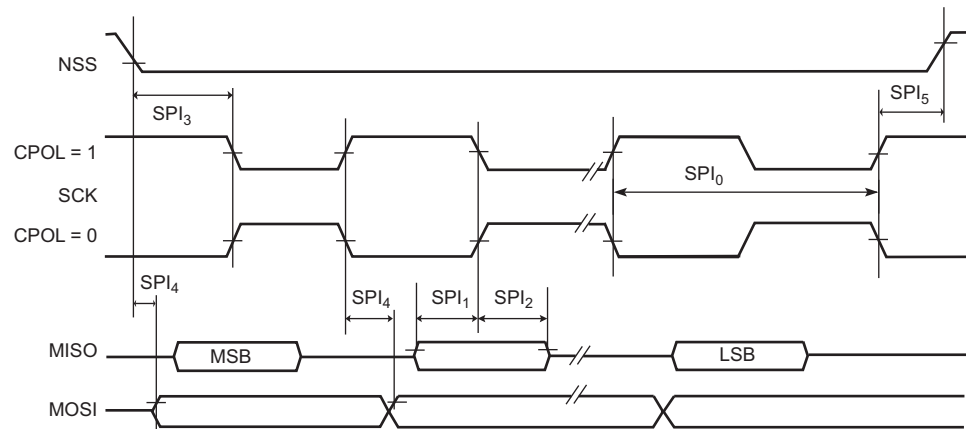 NSS
SPI₃
SPI₅
CPOL = 1
SCK
SPI₀
CPOL = 0
SPI₄
SPI₄
SPI₁
SPI₂
MISO
MSB
LSB
MOSI